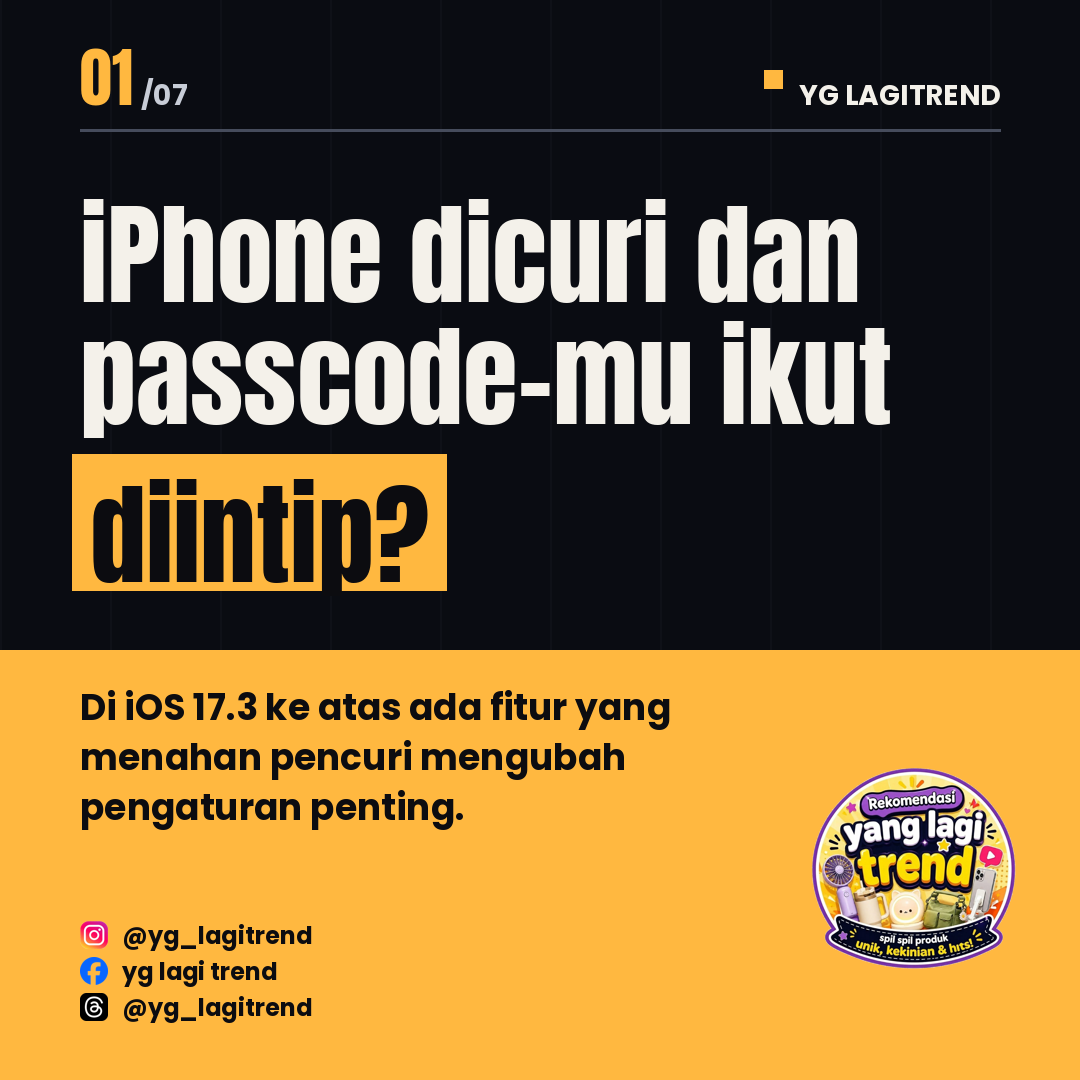 01 /07
YG LAGITREND
iPhone dicuri dan
passcode-mu ikut
diintip?
Di iOS 17.3 ke atas ada fitur yang
menahan pencuri mengubah
pengaturan penting.
Rekomendasi
yang lagi
trend
spil spil produk
unik, kekinian & hits!
@yg_lagitrend
yg lagi trend
@yg_lagitrend